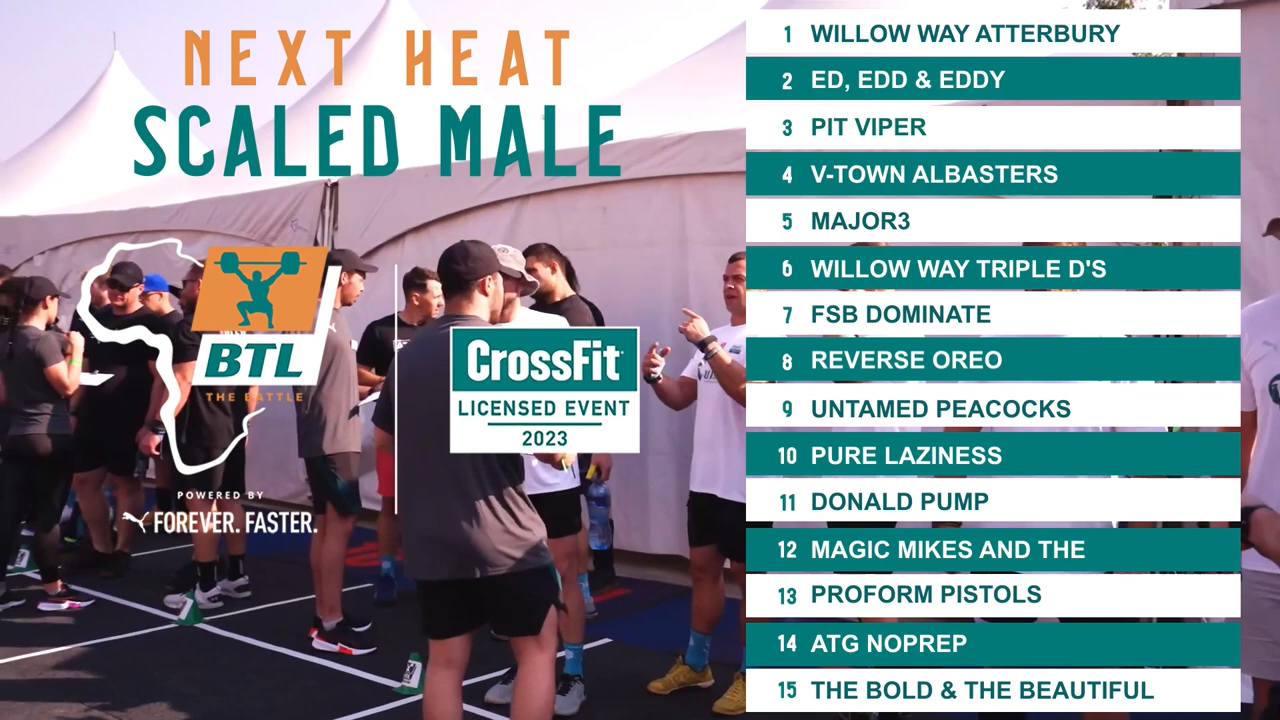 NEXT HEAT
SCALED MALE
BTL
THE BATTLE
POWERED BY
FOREVER. FASTER.
CrossFit
LICENSED EVENT
2023
1 WILLOW WAY ATTERBURY
2 ED, EDD & EDDY
3 PIT VIPER
4 V-TOWN ALBASTERS
5 MAJOR3
6 WILLOW WAY TRIPLE D'S
7 FSB DOMINATE
8 REVERSE OREO
9 UNTAMED PEACOCKS
10 PURE LAZINESS
11 DONALD PUMP
12 MAGIC MIKES AND THE
13 PROFORM PISTOLS
14 ATG NOPREP
15 THE BOLD & THE BEAUTIFUL